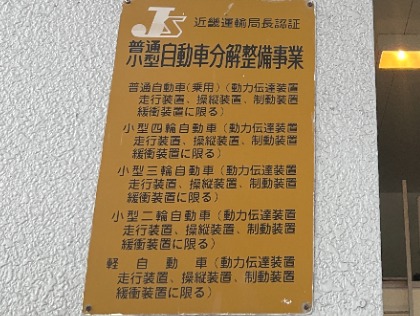 JS 近畿運輸局長認証
普通
小型 自動車分解整備事業
普通自動車(乗用)(動力伝達装置
走行装置、操縦装置、制動装置
緩衝装置に限る)
小型四輪自動車(動力伝達装置
走行装置、操縦装置、制動装置
緩衝装置に限る)
小型三輪自動車(動力伝達装置
走行装置、操縦装置、制動装置
緩衝装置に限る)
小型二輪自動車(動力伝達装置
走行装置、操縦装置、制動装置
緩衝装置に限る)
軽自動車(動力伝達装置
走行装置、操縦装置、制動装置
緩衝装置に限る)